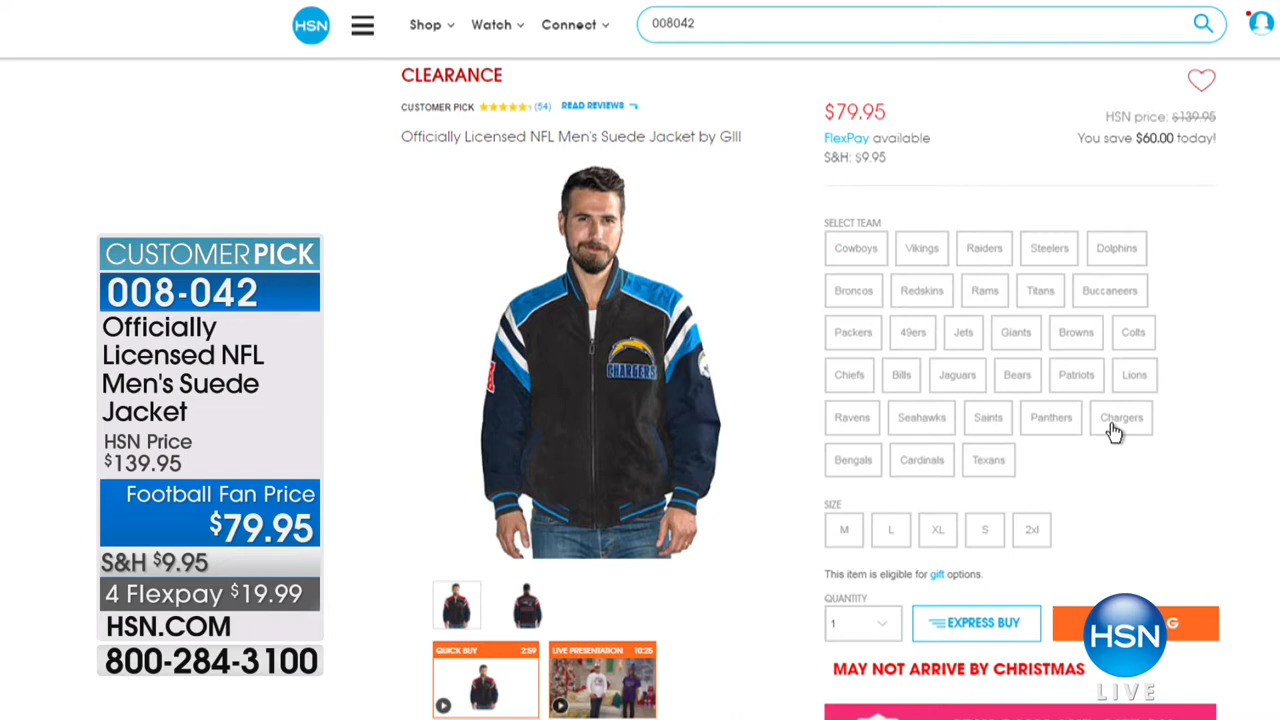 HSN
Shop
Watch
Connect
008042
CLEARANCE
CUSTOMER PICK
(54)
READ REVIEWS
Officially Licensed NFL Men's Suede Jacket by GIII
$79.95
HSN price: $139.95
FlexPay available
You save $60.00 today!
S&H: $9.95
SELECT TEAM
Cowboys Vikings Raiders Steelers Dolphins
Broncos Redskins Rams Titans Buccaneers
Packers 49ers Jets Giants Browns Colts
Chiefs Bills Jaguars Bears Patriots Lions
Ravens Seahawks Saints Panthers Chargers
Bengals Cardinals Texans
SIZE
M L XL S 2xl
This item is eligible for gift options.
QUANTITY
1
EXPRESS BUY
MAY NOT ARRIVE BY CHRISTMAS
CHARGERS
QUICK BUY 2:59
LIVE PRESENTATION 10:25
CUSTOMER PICK
008-042
Officially
Licensed NFL
Men's Suede
Jacket
HSN Price
$139.95
Football Fan Price
$79.95
S&H $9.95
4 Flexpay $19.99
HSN.COM
800-284-3100
HSN
LIVE